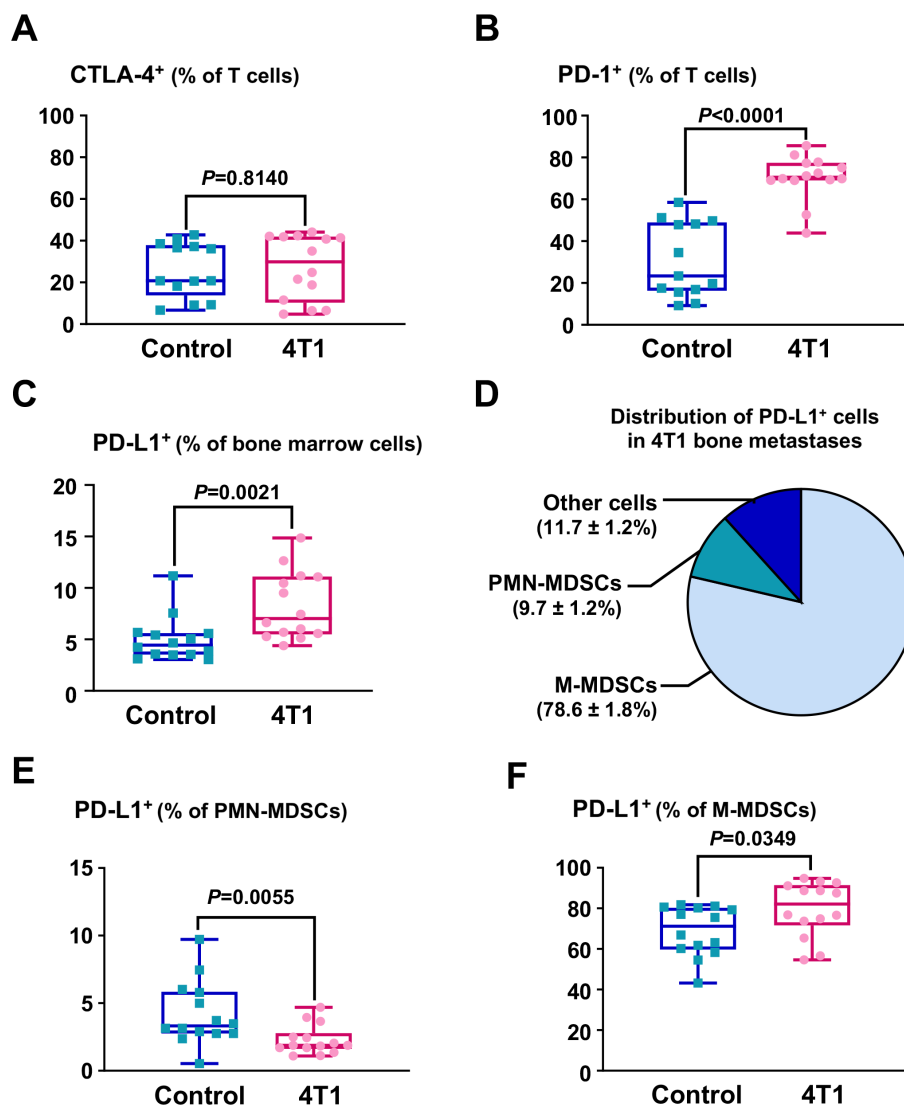 A
CTLA-4⁺ (% of T cells)
100
80
60
40
20
0
P=0.8140
Control
4T1
B
PD-1⁺ (% of T cells)
100
80
60
40
20
0
P<0.0001
Control
4T1
C
PD-L1⁺ (% of bone marrow cells)
20
15
10
5
0
P=0.0021
Control
4T1
D
Distribution of PD-L1⁺ cells
in 4T1 bone metastases
Other cells
(11.7 ± 1.2%)
PMN-MDSCs
(9.7 ± 1.2%)
M-MDSCs
(78.6 ± 1.8%)
E
PD-L1⁺ (% of PMN-MDSCs)
15
10
5
0
P=0.0055
Control
4T1
F
PD-L1⁺ (% of M-MDSCs)
100
80
60
40
20
0
P=0.0349
Control
4T1